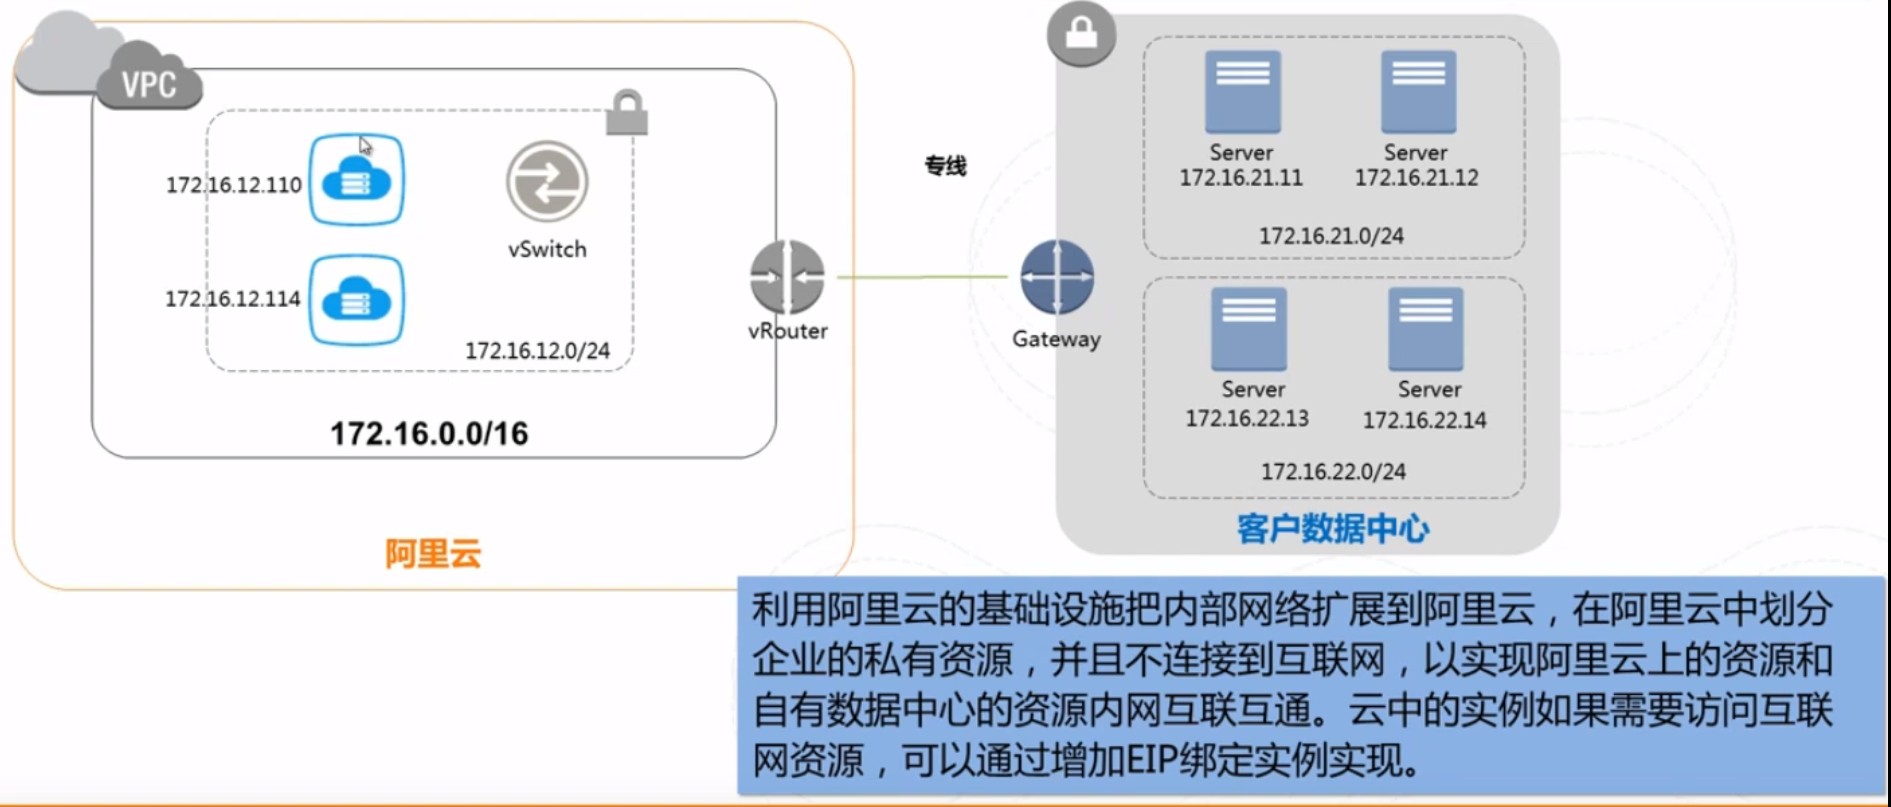 VPC
172.16.12.110
vSwitch
172.16.12.114
172.16.12.0/24
172.16.0.0/16
阿里云
vRouter
专线
Gateway
Server
172.16.21.11
Server
172.16.21.12
172.16.21.0/24
Server
172.16.22.13
Server
172.16.22.14
172.16.22.0/24
客户数据中心
利用阿里云的基础设施把内部网络扩展到阿里云，在阿里云中划分
企业的私有资源，并且不连接到互联网，以实现阿里云上的资源和
自有数据中心的资源内网互联互通。云中的实例如果需要访问互联
网资源，可以通过增加EIP绑定实例实现。